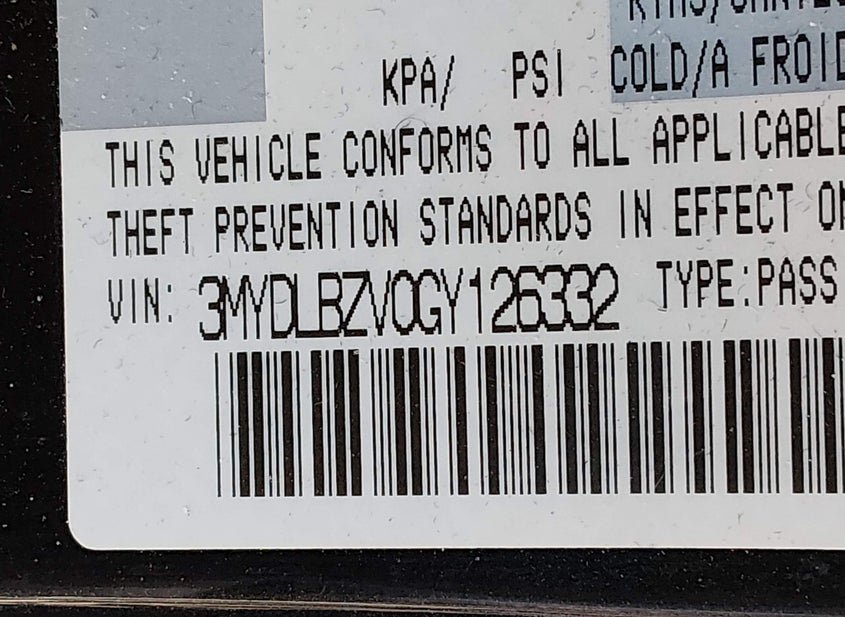 KPA/ PSI COLD/A FROID
THIS VEHICLE CONFORMS TO ALL APPLICABLE
THEFT PREVENTION STANDARDS IN EFFECT ON
VIN: 3MYDLBZV0GY126332 TYPE:PASS